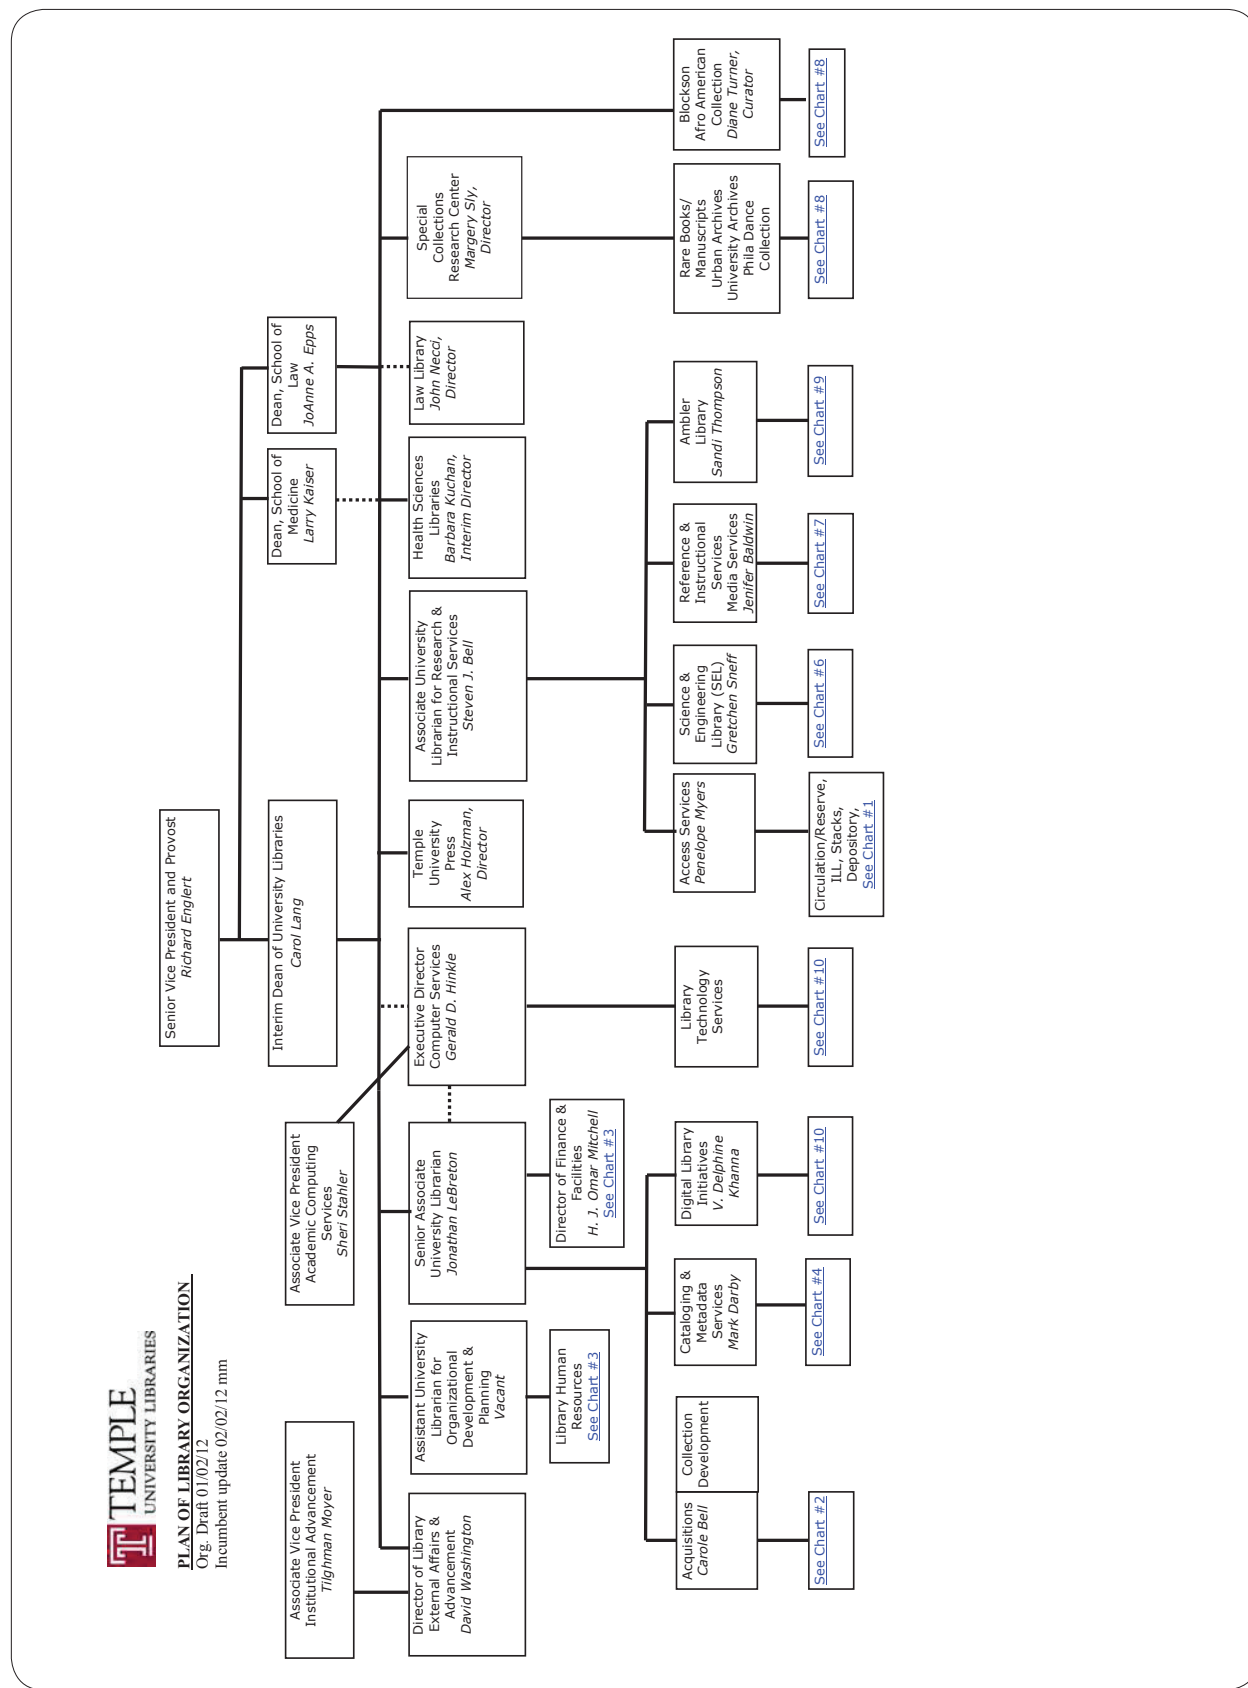 TEMPLE
UNIVERSITY LIBRARIES
PLAN OF LIBRARY ORGANIZATION
Org. Draft 01/02/12
Incumbent update 02/02/12 mm
Senior Vice President and Provost
Richard Englert
Associate Vice President
Institutional Advancement
Tilghman Moyer
Associate Vice President
Academic Computing
Services
Sheri Stahler
Interim Dean of University Libraries
Carol Lang
Dean, School of
Medicine
Larry Kaiser
Dean, School of
Law
JoAnne A. Epps
Director of Library
External Affairs &
Advancement
David Washington
Assistant University
Librarian for
Organizational
Development &
Planning
Vacant
Senior Associate
University Librarian
Jonathan LeBreton
Executive Director
Computer Services
Gerald D. Hinkle
Temple
University
Press
Alex Holzman,
Director
Associate University
Librarian for Research &
Instructional Services
Steven J. Bell
Health Sciences
Libraries
Barbara Kuchan,
Interim Director
Law Library
John Necci,
Director
Special
Collections
Research Center
Margery Sly,
Director
Library Human
Resources
See Chart #3
Director of Finance &
Facilities
H. J. Omar Mitchell
See Chart #3
Acquisitions
Carole Bell
Collection
Development
Cataloging &
Metadata
Services
Mark Darby
Digital Library
Initiatives
V. Delphine
Khanna
Library
Technology
Services
Access Services
Penelope Myers
Science &
Engineering
Library (SEL)
Gretchen Sneff
Reference &
Instructional
Services
Media Services
Jenifer Baldwin
Ambler
Library
Sandi Thompson
Rare Books/
Manuscripts
Urban Archives
University Archives
Phila Dance
Collection
Blockson
Afro American
Collection
Diane Turner,
Curator
See Chart #2
See Chart #4
See Chart #10
See Chart #10
Circulation/Reserve,
ILL, Stacks,
Depository,
See Chart #1
See Chart #6
See Chart #7
See Chart #9
See Chart #8
See Chart #8